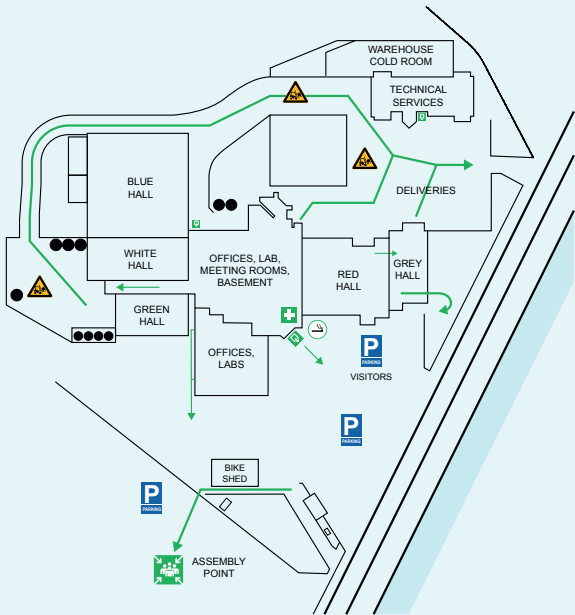 WAREHOUSE
COLD ROOM
TECHNICAL
SERVICES
BLUE
HALL
DELIVERIES
WHITE
HALL
OFFICES, LAB,
MEETING ROOMS,
BASEMENT
RED
HALL
GREY
HALL
GREEN
HALL
OFFICES,
LABS
P
PARKING
VISITORS
P
PARKING
BIKE
SHED
P
PARKING
ASSEMBLY
POINT